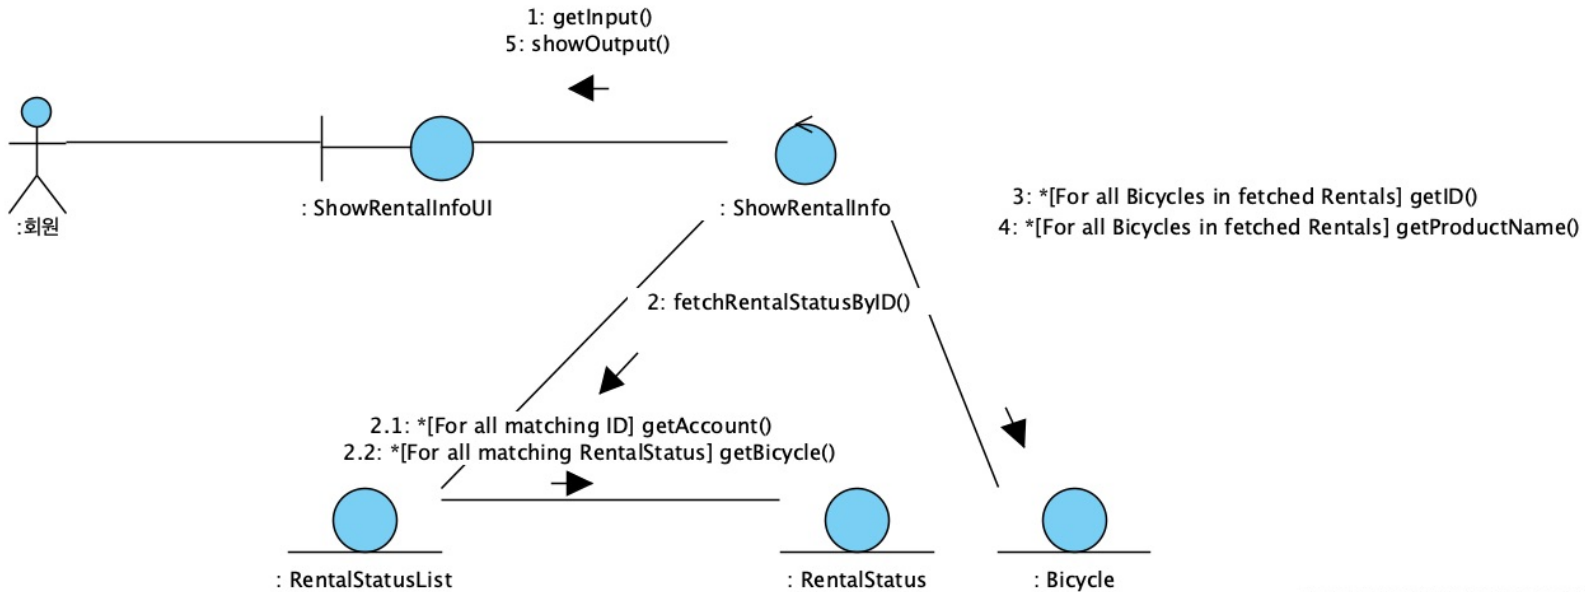 1: getInput()
5: showOutput()
:회원
: ShowRentalInfoUI
: ShowRentalInfo
3: *[For all Bicycles in fetched Rentals] getID()
4: *[For all Bicycles in fetched Rentals] getProductName()
2: fetchRentalStatusByID()
2.1: *[For all matching ID] getAccount()
2.2: *[For all matching RentalStatus] getBicycle()
: RentalStatusList
: RentalStatus
: Bicycle